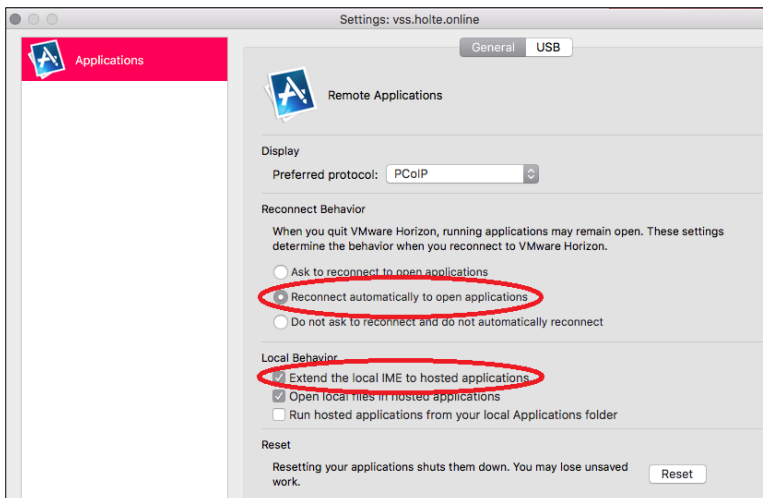 Settings: vss.holte.online
Applications
General USB
Remote Applications
Display
Preferred protocol: PCoIP
Reconnect Behavior
When you quit VMware Horizon, running applications may remain open. These settings
determine the behavior when you reconnect to VMware Horizon.
Ask to reconnect to open applications
Reconnect automatically to open applications
Do not ask to reconnect and do not automatically reconnect
Local Behavior
Extend the local IME to hosted applications
Open local files in hosted applications
Run hosted applications from your local Applications folder
Reset
Resetting your applications shuts them down. You may lose unsaved
work.
Reset